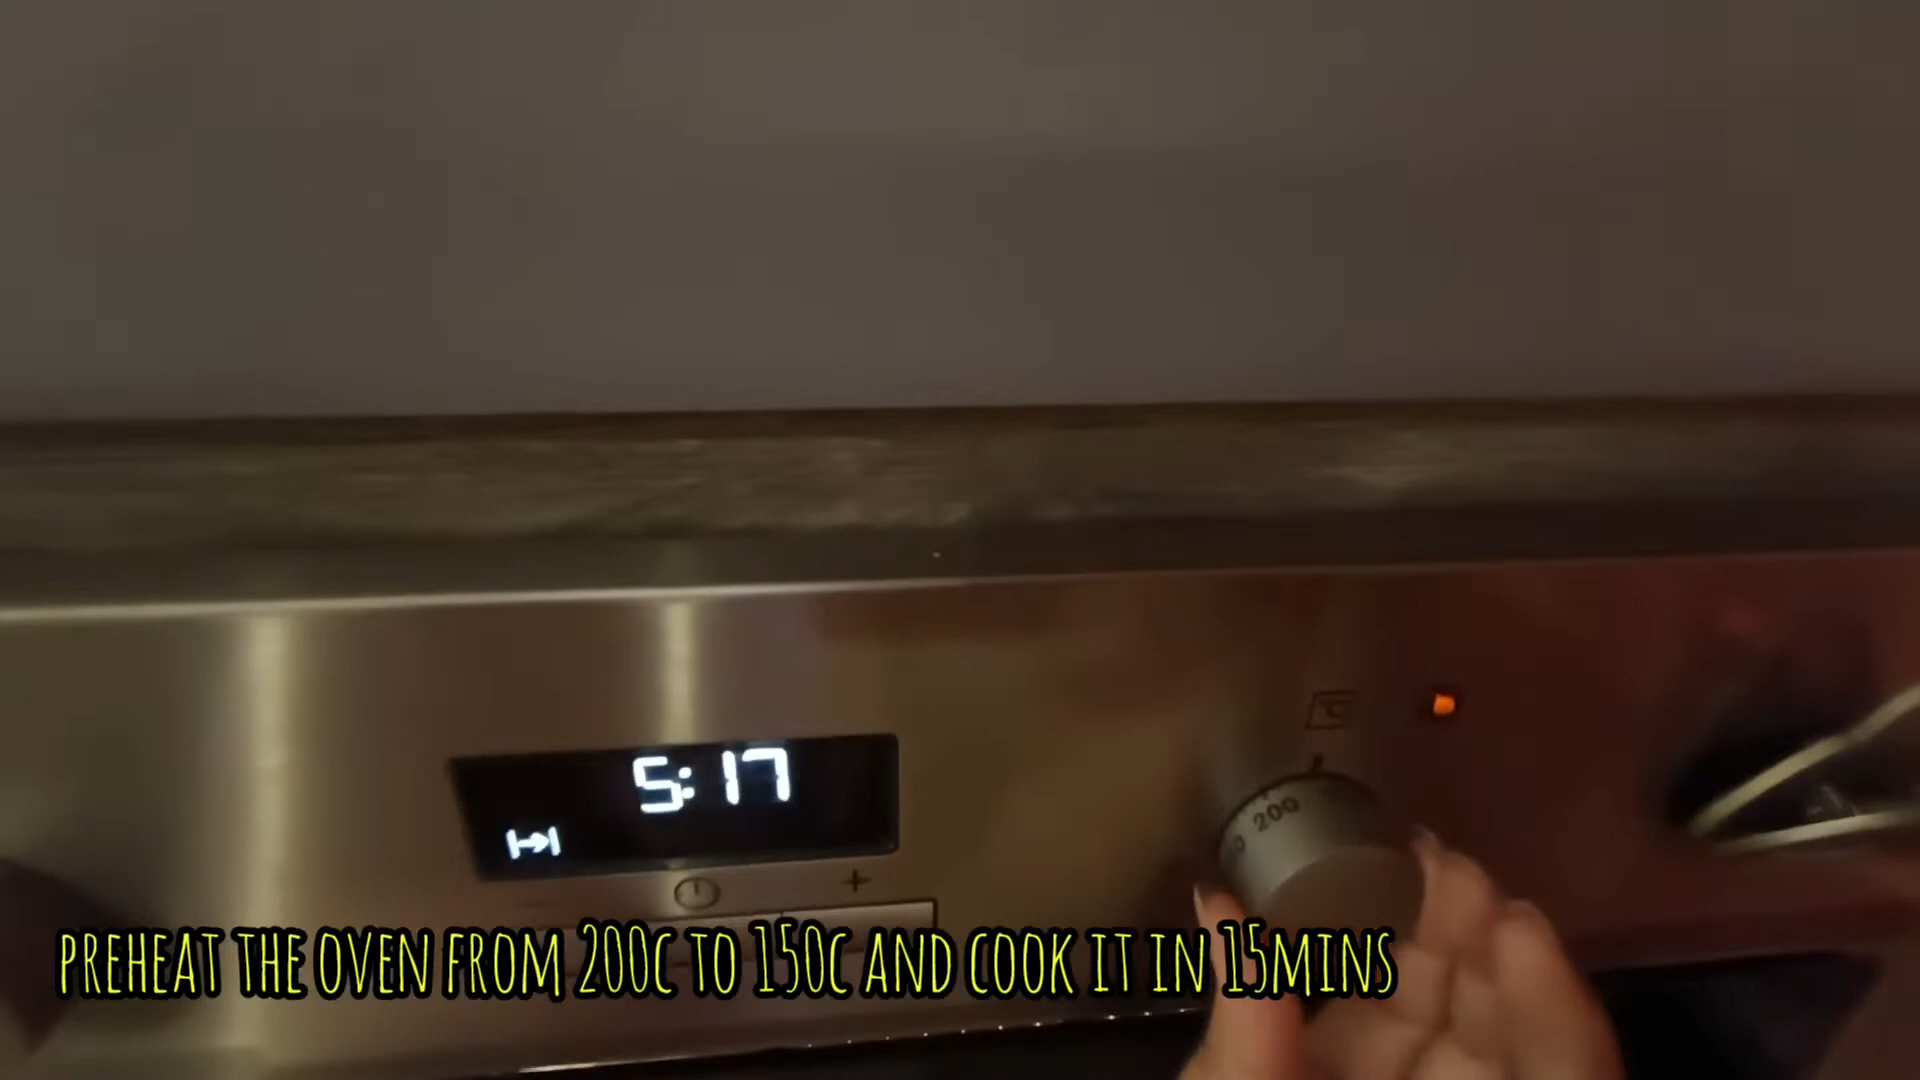 °C
5:17
200
PREHEAT THE OVEN FROM 200C TO 150C AND COOK IT IN 15MINS